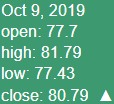 Oct 9, 2019
open: 77.7
high: 81.79
low: 77.43
close: 80.79 ▲